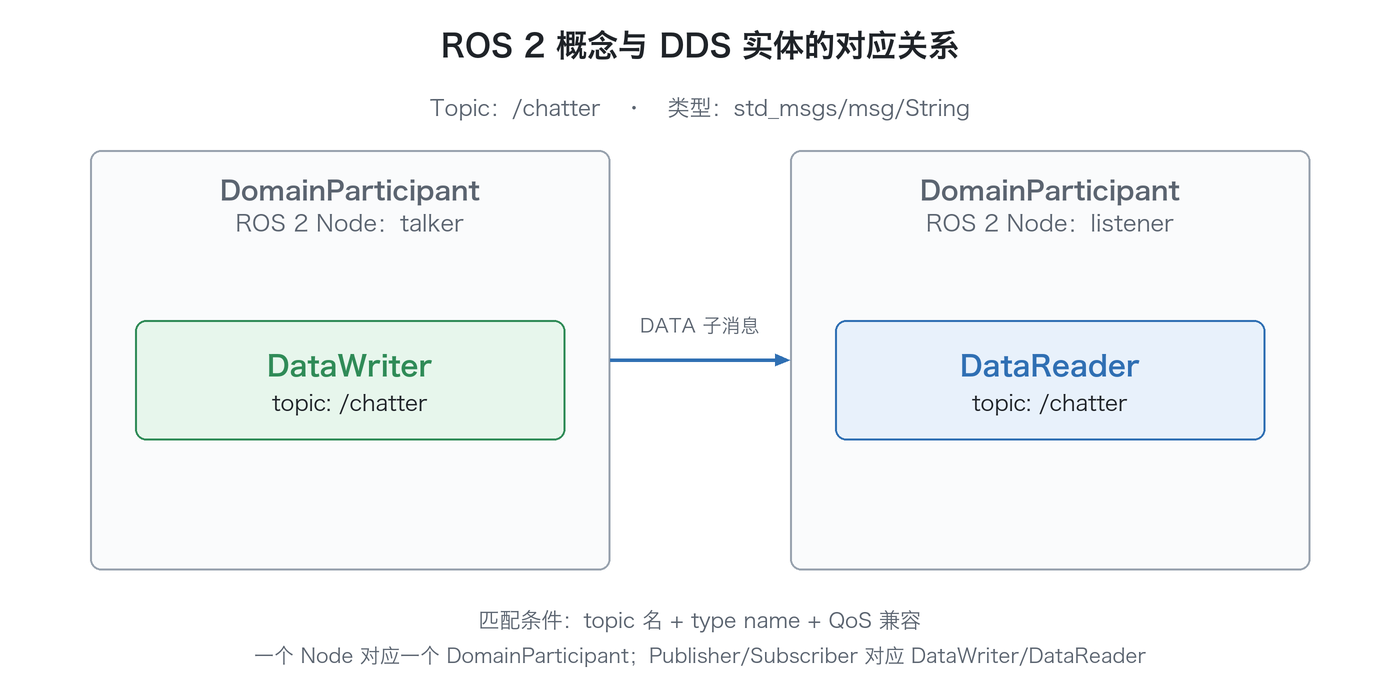 ROS 2 概念与 DDS 实体的对应关系
Topic：/chatter · 类型：std_msgs/msg/String
DomainParticipant
ROS 2 Node：talker
DataWriter
topic: /chatter
DATA 子消息
DomainParticipant
ROS 2 Node：listener
DataReader
topic: /chatter
匹配条件：topic 名 + type name + QoS 兼容
一个 Node 对应一个 DomainParticipant；Publisher/Subscriber 对应 DataWriter/DataReader